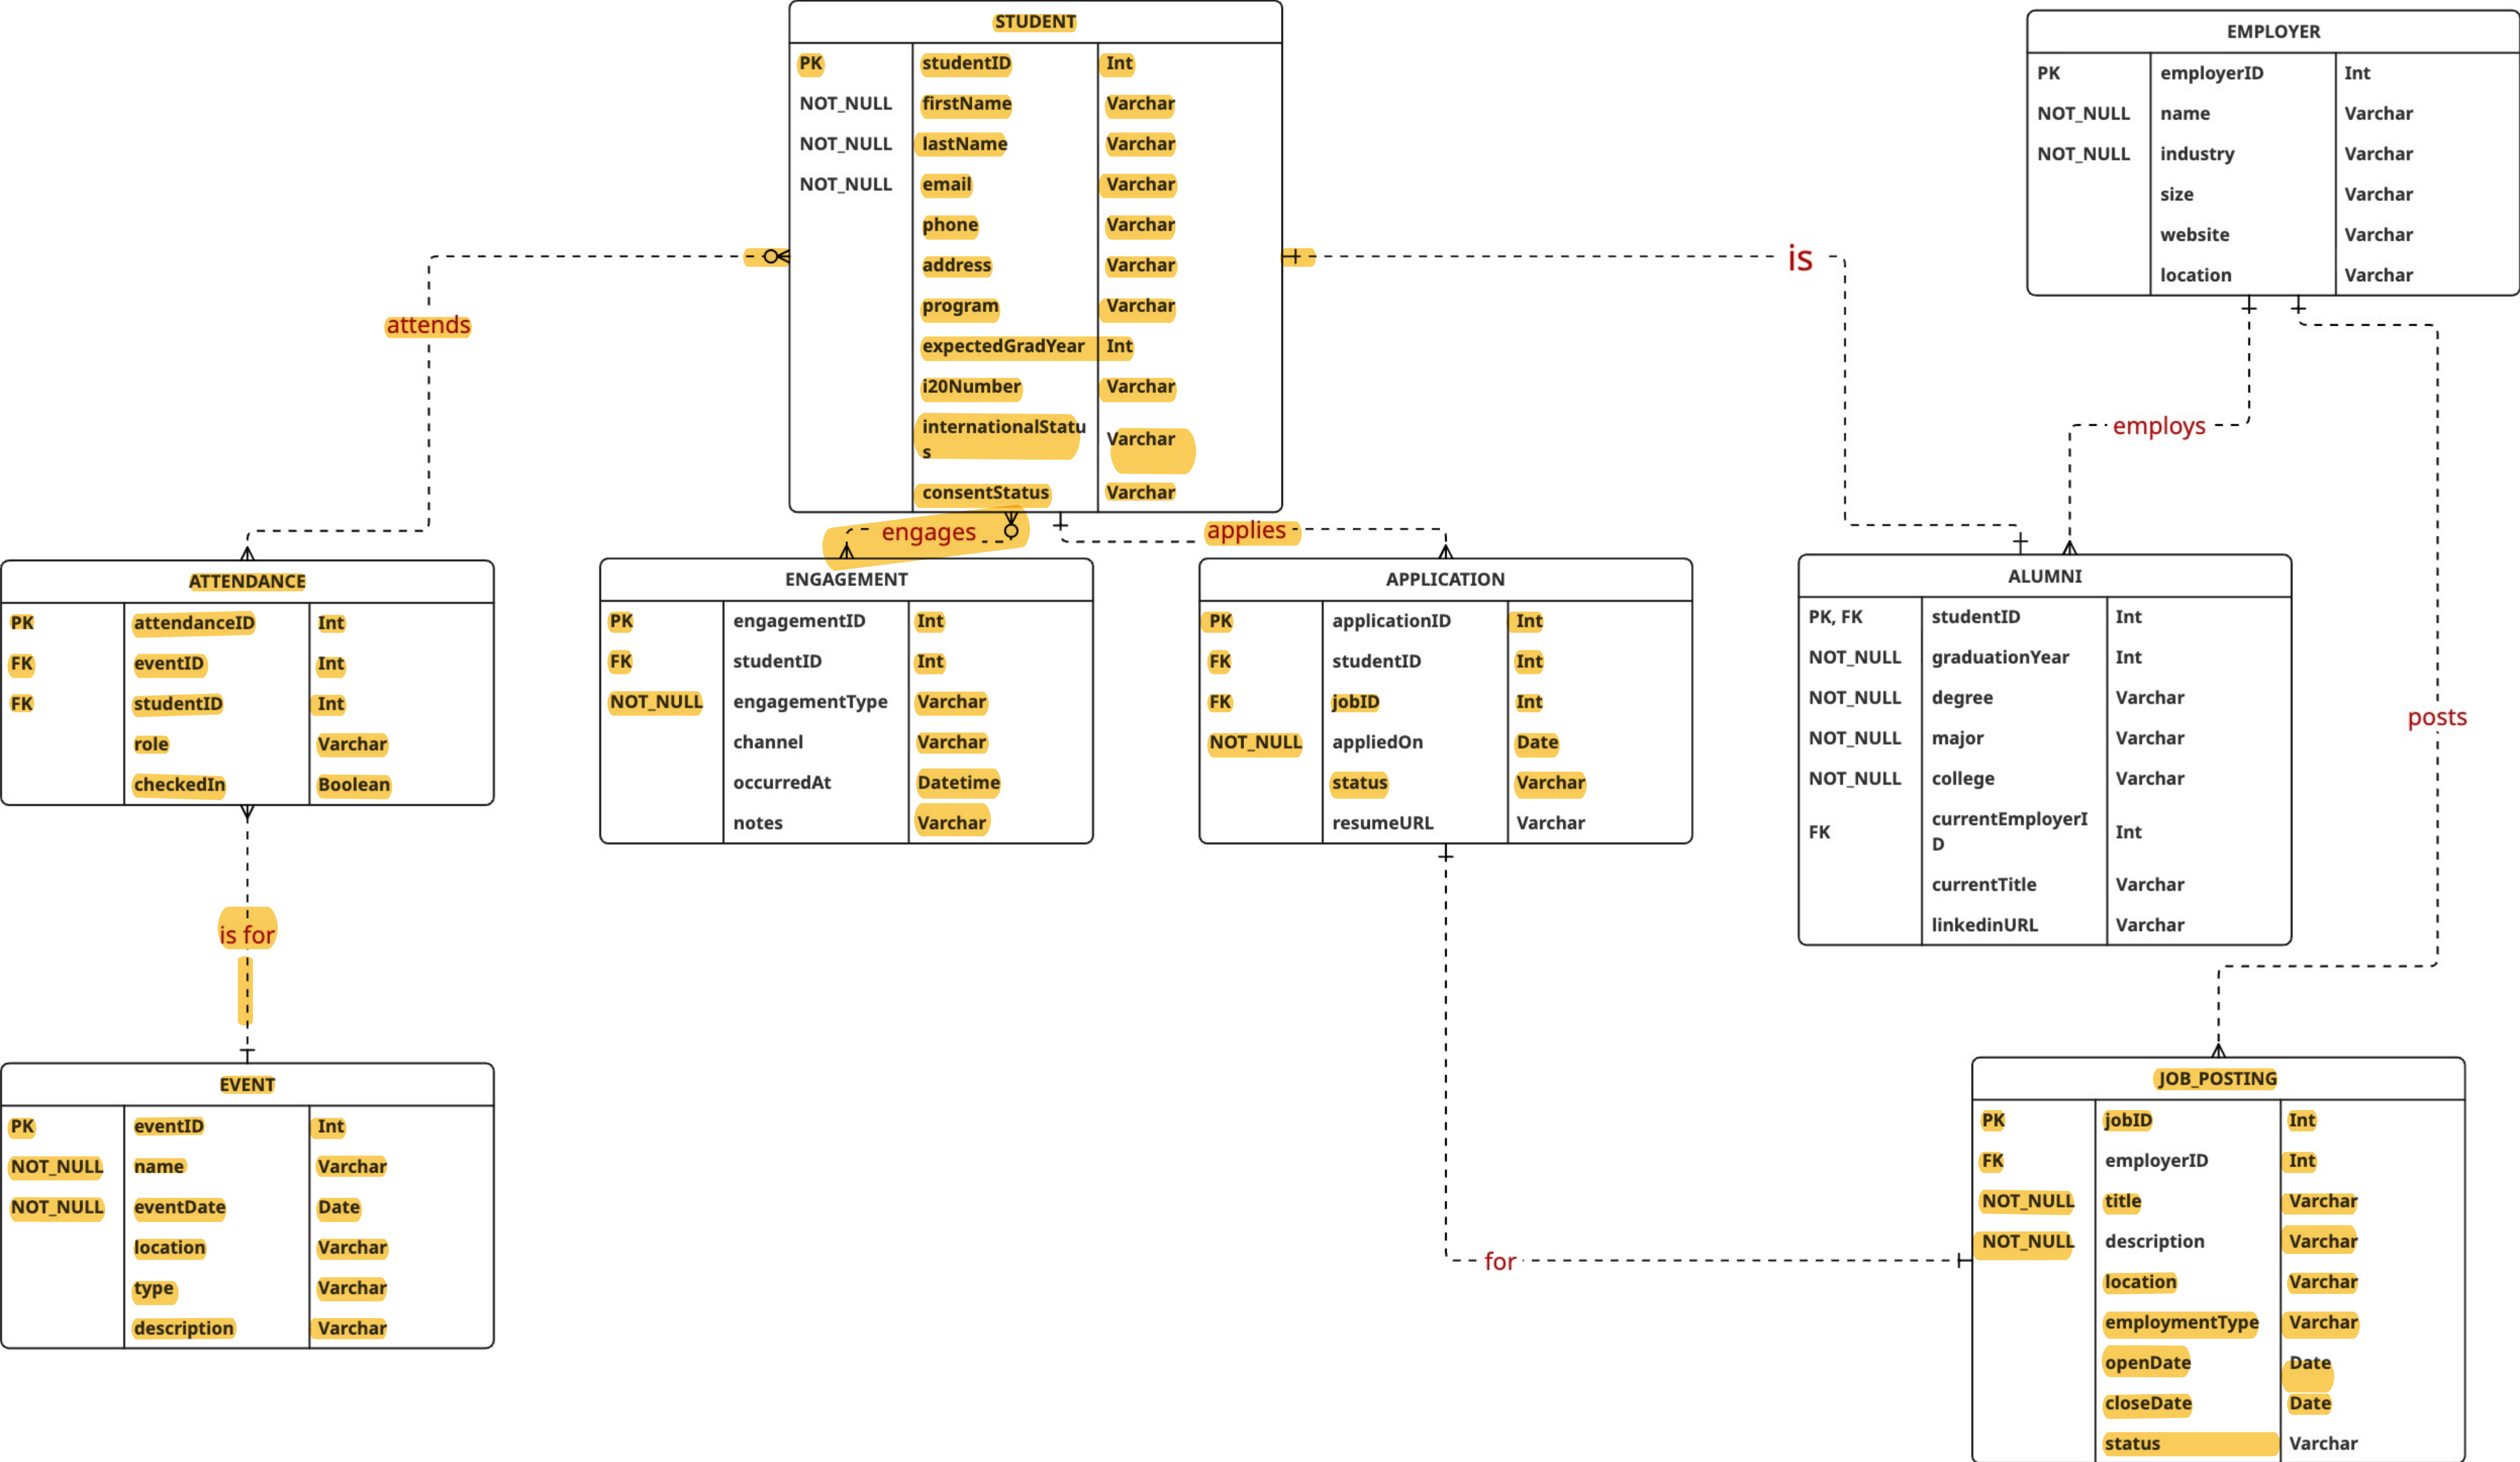 STUDENT
PK studentID Int
NOT_NULL firstName Varchar
NOT_NULL lastName Varchar
NOT_NULL email Varchar
phone Varchar
address Varchar
program Varchar
expectedGradYear Int
i20Number Varchar
internationalStatu
s
Varchar
consentStatus Varchar
EMPLOYER
PK employerID Int
NOT_NULL name Varchar
NOT_NULL industry Varchar
size Varchar
website Varchar
location Varchar
is
attends
employs
engages
applies
posts
ATTENDANCE
PK attendanceID Int
FK eventID Int
FK studentID Int
role Varchar
checkedIn Boolean
ENGAGEMENT
PK engagementID Int
FK studentID Int
NOT_NULL engagementType Varchar
channel Varchar
occurredAt Datetime
notes Varchar
APPLICATION
PK applicationID Int
FK studentID Int
FK jobID Int
NOT_NULL appliedOn Date
status Varchar
resumeURL Varchar
ALUMNI
PK, FK studentID Int
NOT_NULL graduationYear Int
NOT_NULL degree Varchar
NOT_NULL major Varchar
NOT_NULL college Varchar
FK currentEmployerI
D
Int
currentTitle Varchar
linkedinURL Varchar
is for
for
EVENT
PK eventID Int
NOT_NULL name Varchar
NOT_NULL eventDate Date
location Varchar
type Varchar
description Varchar
JOB_POSTING
PK jobID Int
FK employerID Int
NOT_NULL title Varchar
NOT_NULL description Varchar
location Varchar
employmentType Varchar
openDate Date
closeDate Date
status Varchar